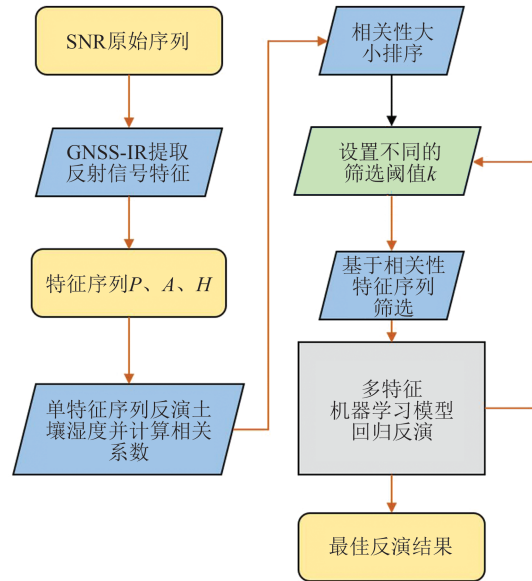 SNR原始序列
GNSS-IR提取
反射信号特征
特征序列P、A、H
单特征序列反演土
壤湿度并计算相关
系数
相关性大
小排序
设置不同的
筛选阈值k
基于相关性
特征序列
筛选
多特征
机器学习模型
回归反演
最佳反演结果